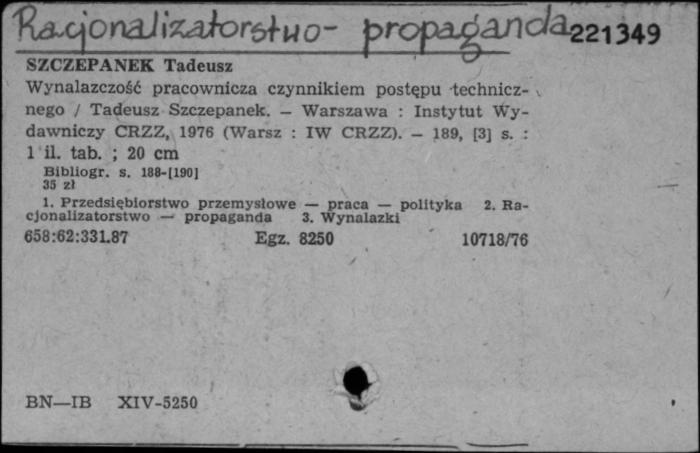 Racjonalizatorstwo- propaganda 221349
SZCZEPANEK Tadeusz
Wynalazczość pracownicza czynnikiem postępu technicz-
nego / Tadeusz Szczepanek. — Warszawa : Instytut Wy-
dawniczy CRZZ, 1976 (Warsz : IW CRZZ). — 189, [3] s. :
1 il. tab. ; 20 cm
Bibliogr. s. 188-[190]
35 zł
1. Przedsiębiorstwo przemysłowe — praca — polityka 2. Ra-
cjonalizatorstwo — propaganda 3. Wynalazki
658:62:331.87 Egz. 8250 10718/76
BN—IB XIV-5250